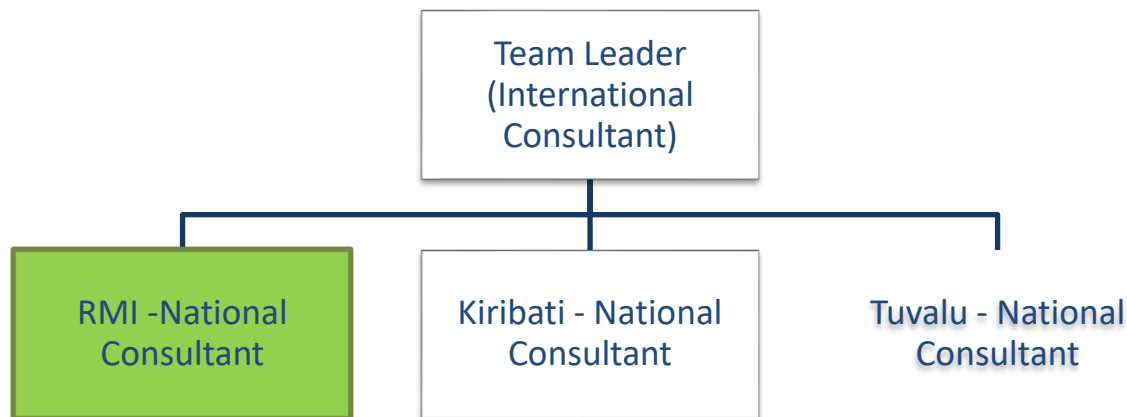 Team Leader
(International
Consultant)
RMI -National
Consultant
Kiribati - National
Consultant
Tuvalu - National
Consultant